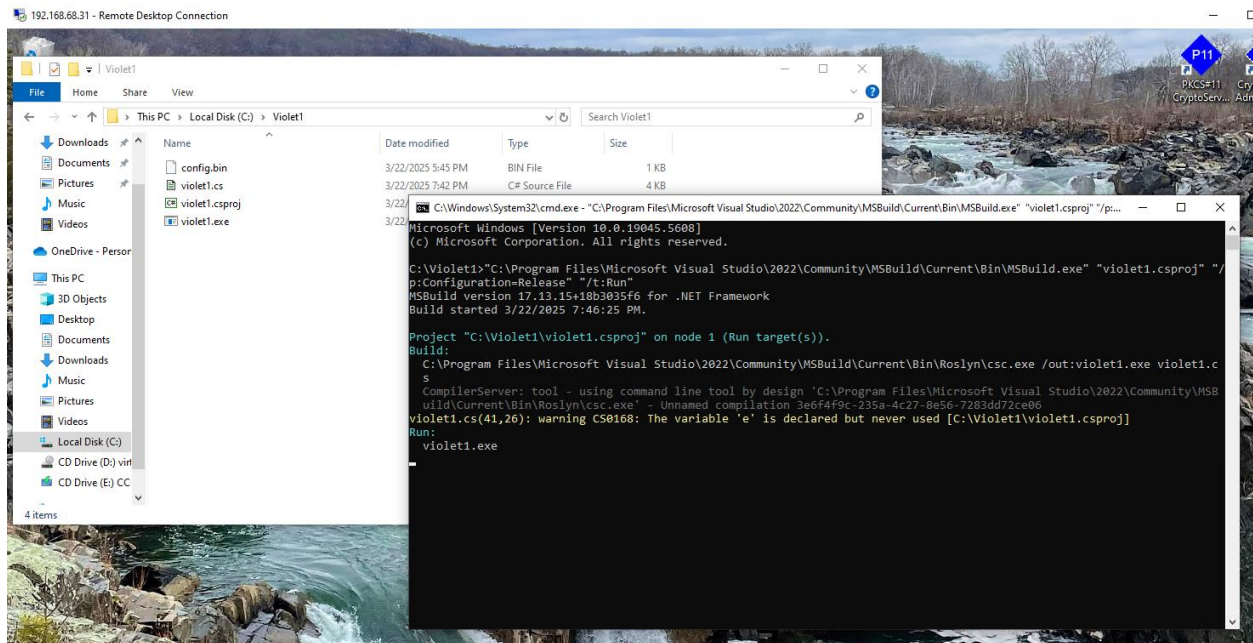 192.168.68.31 - Remote Desktop Connection
Violet1
File Home Share View
This PC > Local Disk (C:) > Violet1
Search Violet1
Name Date modified Type Size
config.bin 3/22/2025 5:45 PM BIN File 1 KB
violet1.cs 3/22/2025 7:42 PM C# Source File 4 KB
violet1.csproj 3/22/
violet1.exe 3/22/
Downloads
Documents
Pictures
Music
Videos
OneDrive - Person
This PC
3D Objects
Desktop
Documents
Downloads
Music
Pictures
Videos
Local Disk (C:)
CD Drive (D:) virt
CD Drive (E:) CC
4 items
C:\Windows\System32\cmd.exe - "C:\Program Files\Microsoft Visual Studio\2022\Community\MSBuild\Current\Bin\MSBuild.exe" "violet1.csproj" "/p:...
Microsoft Windows [Version 10.0.19045.5608]
(c) Microsoft Corporation. All rights reserved.
C:\Violet1>"C:\Program Files\Microsoft Visual Studio\2022\Community\MSBuild\Current\Bin\MSBuild.exe" "violet1.csproj" "/
p:Configuration=Release" "/t:Run"
MSBuild version 17.13.15+18b3035f6 for .NET Framework
Build started 3/22/2025 7:46:25 PM.
Project "C:\Violet1\violet1.csproj" on node 1 (Run target(s)).
Build:
C:\Program Files\Microsoft Visual Studio\2022\Community\MSBuild\Current\Bin\Roslyn\csc.exe /out:violet1.exe violet1.c
s
CompilerServer: tool - using command line tool by design 'C:\Program Files\Microsoft Visual Studio\2022\Community\MSB
uild\Current\Bin\Roslyn\csc.exe' - Unnamed compilation 3e6f4f9c-235a-4c27-8e56-7283dd72ce06
violet1.cs(41,26): warning CS0168: The variable 'e' is declared but never used [C:\Violet1\violet1.csproj]
Run:
violet1.exe
P11
PKCS#11 Cry
CryptoServ... Adm